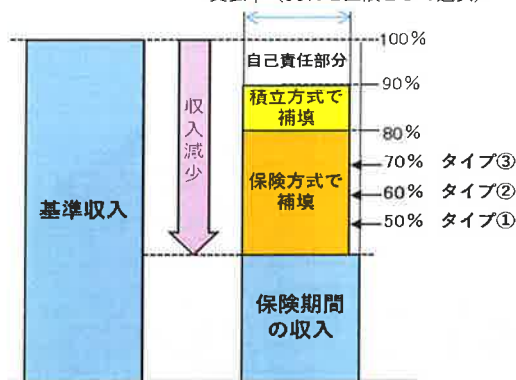 100%
自己責任部分
90%
積立方式で
補填
80%
収入減少
70% タイプ③
保険方式で
補填
60% タイプ②
基準収入
50% タイプ①
保険期間
の収入